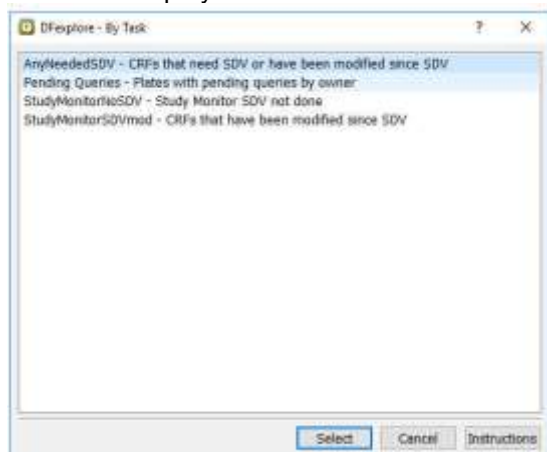 DFexplore - By Task
AnyNeededSDV - CRFs that need SDV or have been modified since SDV
Pending Queries - Plates with pending queries by owner
StudyMonitorNoSDV - Study Monitor SDV not done
StudyMonitorSDVmod - CRFs that have been modified since SDV
Select Cancel Instructions